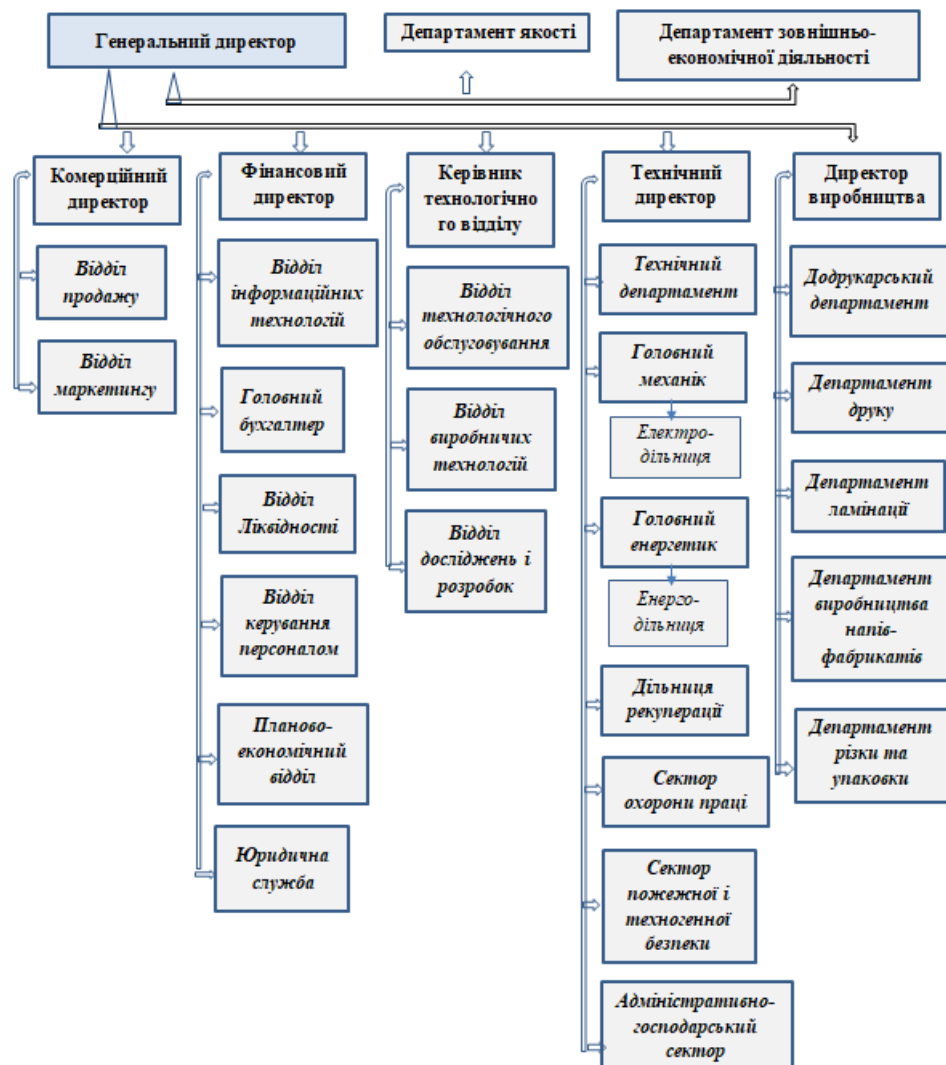 Генеральний директор
Департамент якості
Департамент зовнішньо-
економічної діяльності
Комерційний
директор
Відділ
продажу
Відділ
маркетингу
Фінансовий
директор
Відділ
інформаційних
технологій
Головний
бухгалтер
Відділ
Ліквідності
Відділ
керування
персоналом
Планово-
економічний
відділ
Юридична
служба
Керівник
технологічно
го відділу
Відділ
технологічного
обслуговування
Відділ
виробничих
технологій
Відділ
досліджень і
розробок
Технічний
директор
Технічний
департамент
Головний
механік
Електро-
дільниця
Головний
енергетик
Енерго-
дільниця
Дільниця
рекуперації
Сектор
охорони праці
Сектор
пожежної і
техногенної
безпеки
Адміністративно-
господарський
сектор
Директор
виробництва
Додрукарський
департамент
Департамент
друку
Департамент
ламінації
Департамент
виробництва
напів-
фабрикатів
Департамент
різки та
упаковки